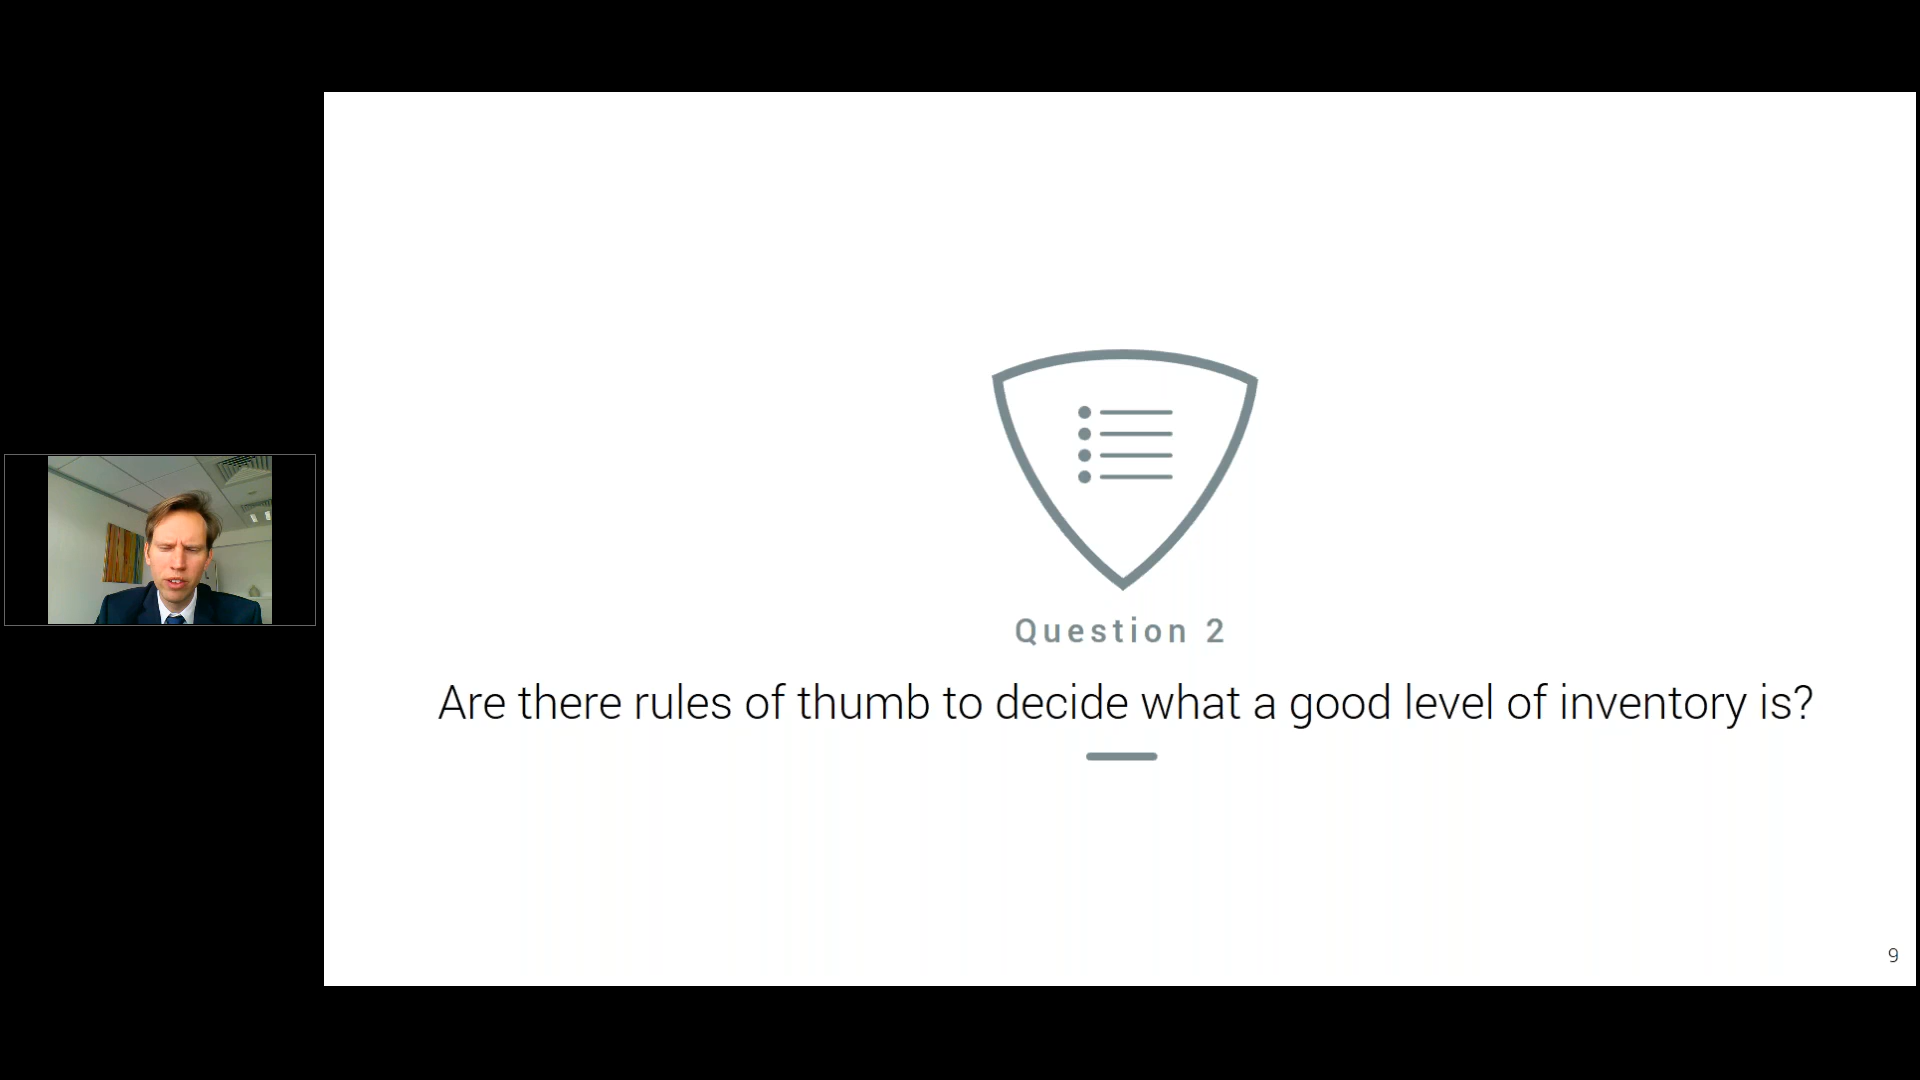 Question 2
Are there rules of thumb to decide what a good level of inventory is?
9